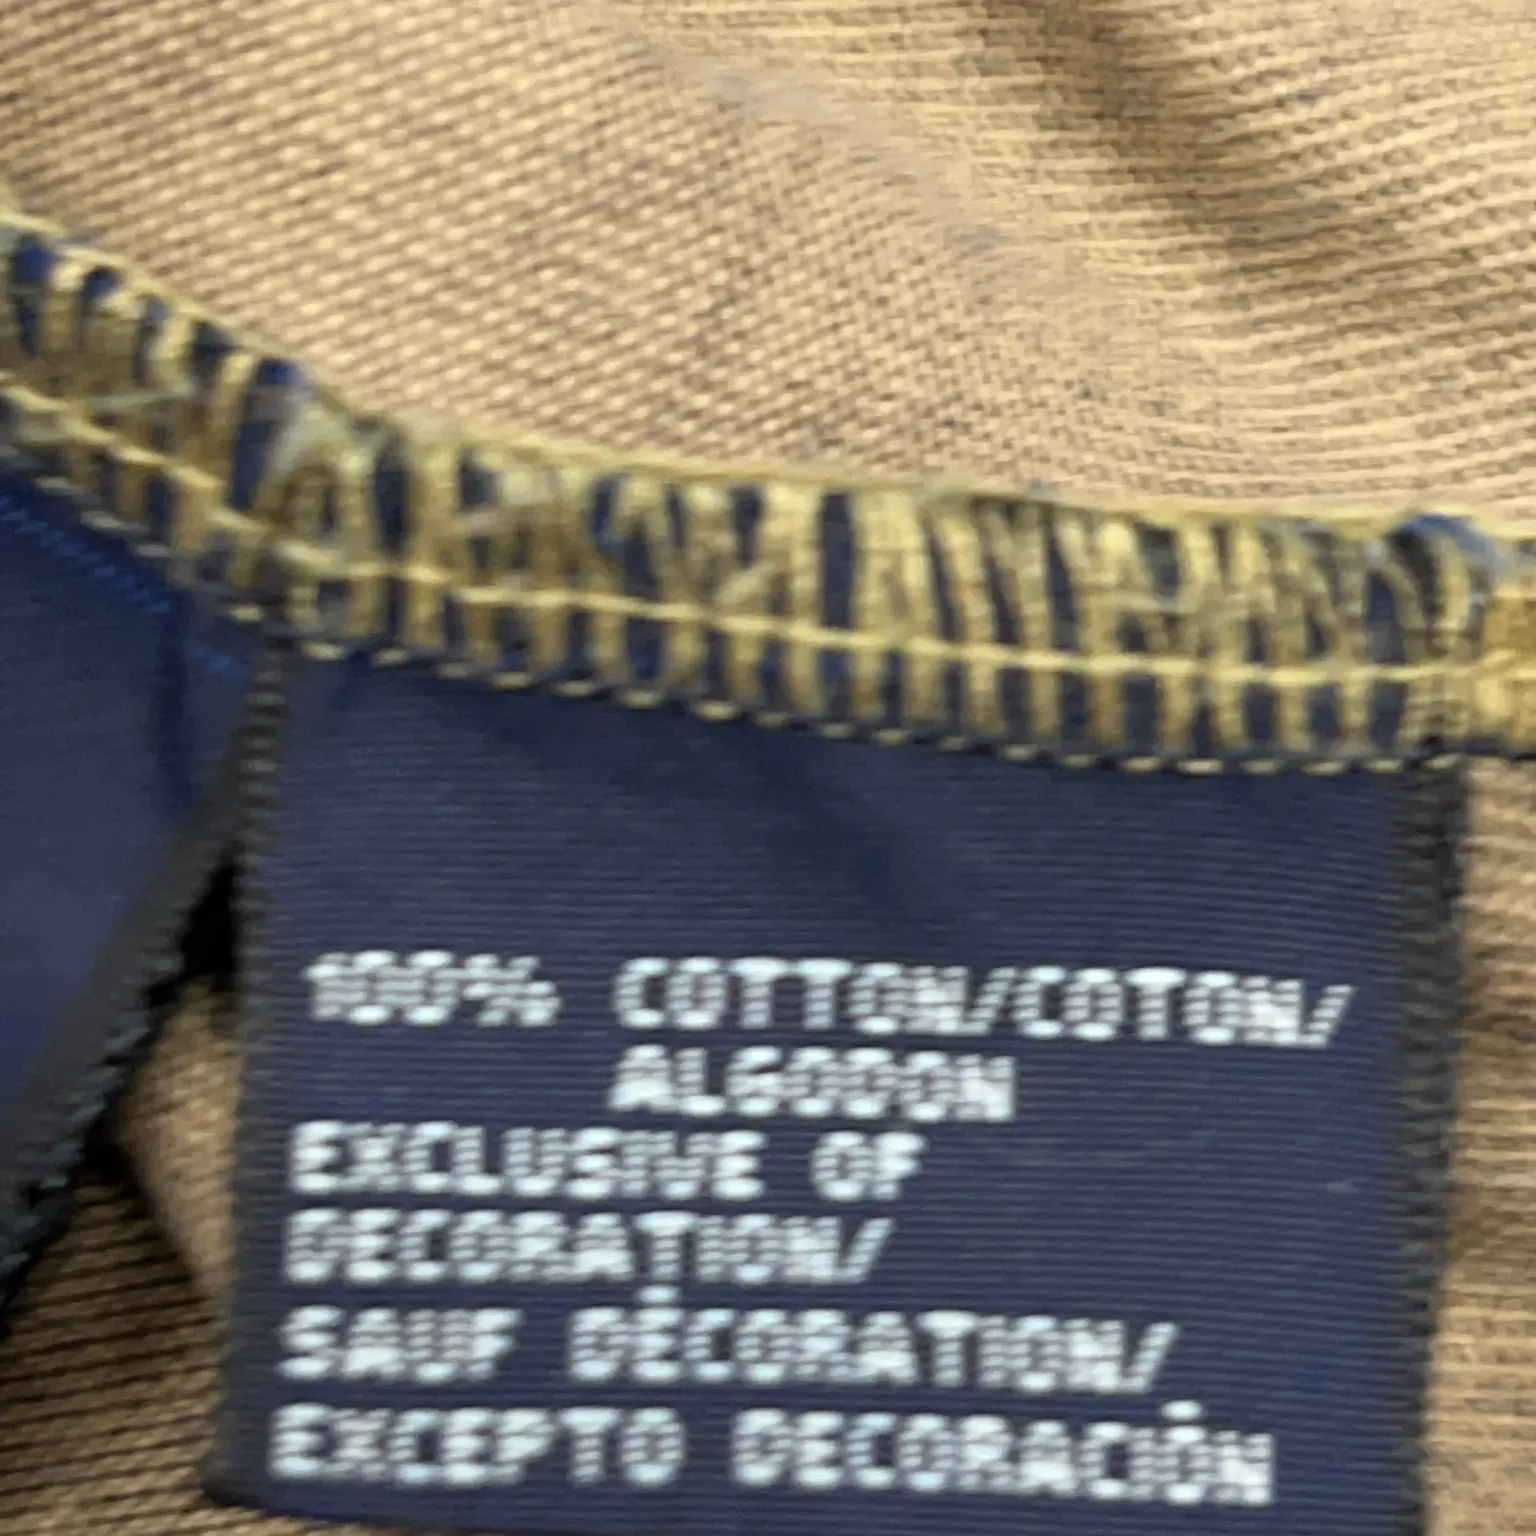 100% COTTON/COTON/
ALGODON
EXCLUSIVE OF
DECORATION/
SAUF DÉCORATION/
EXCEPTO DECORACIÓN